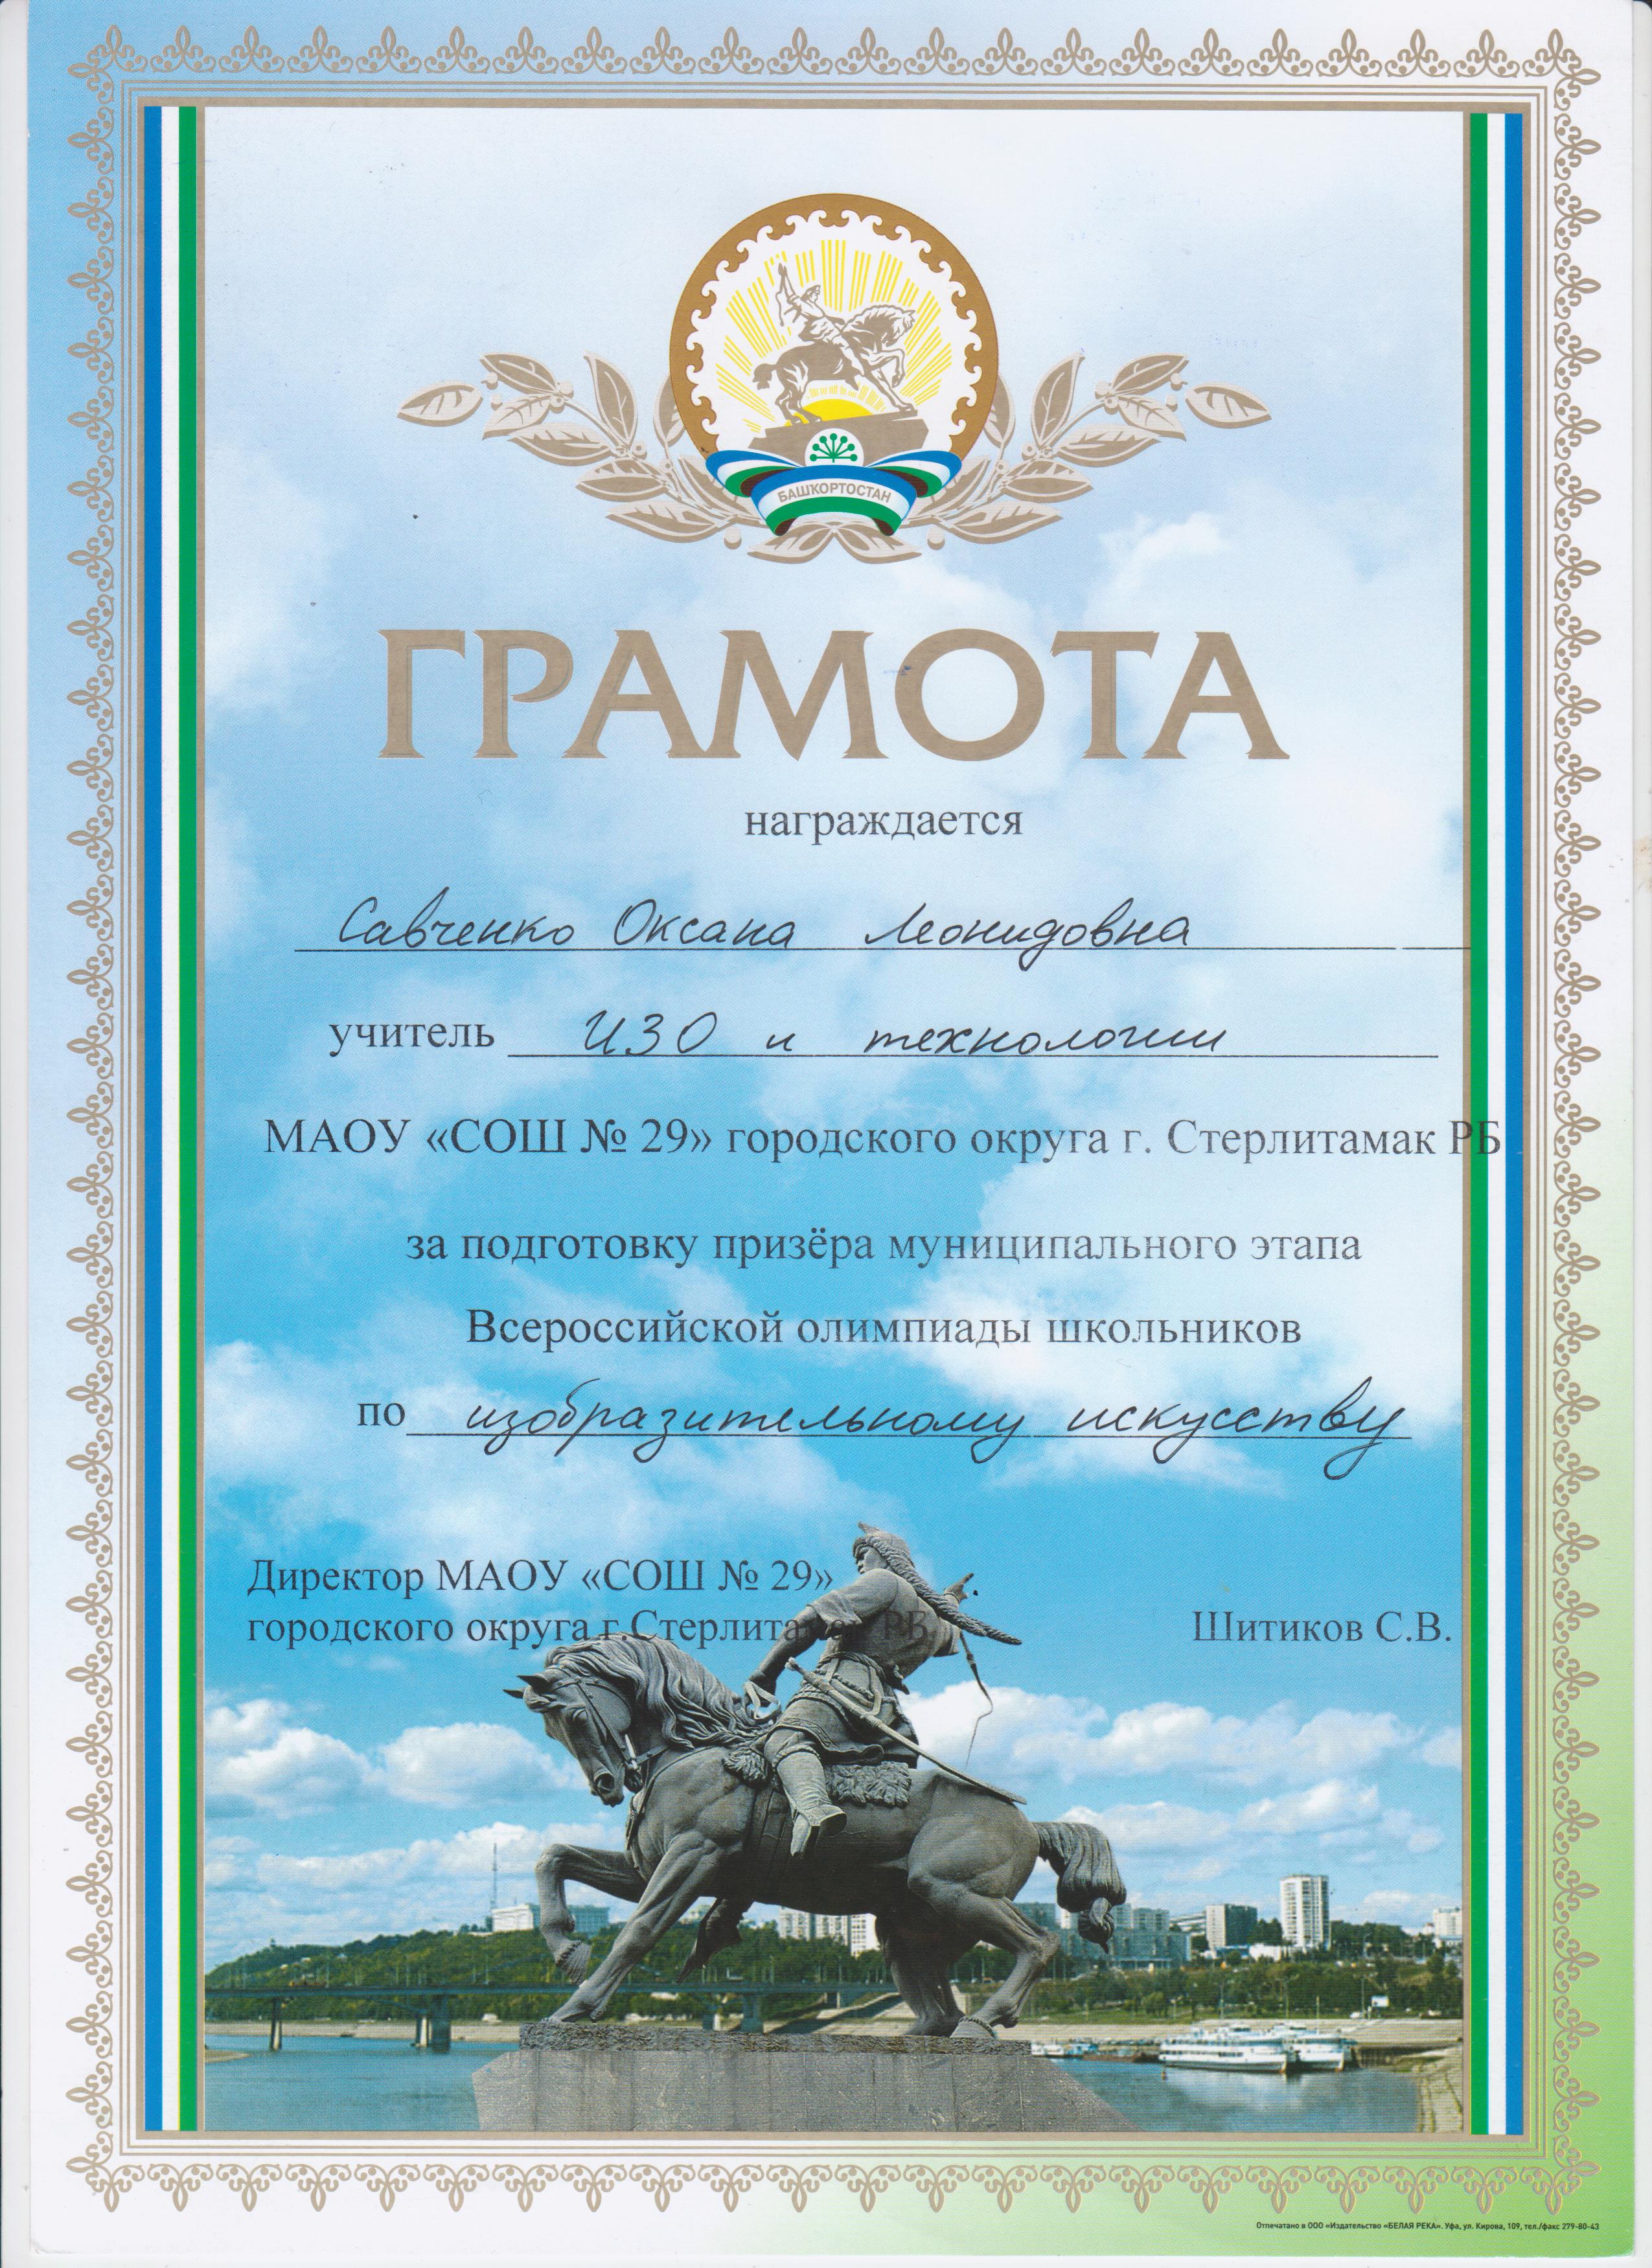 БАШКОРТОСТАН
ГРАМОТА
награждается
Савченко Оксана Леонидовна
учитель ИЗО и технологии
МАОУ «СОШ № 29» городского округа г. Стерлитамак РБ
за подготовку призёра муниципального этапа
Всероссийской олимпиады школьников
по изобразительному искусству
Директор МАОУ «СОШ № 29»
городского округа г.Стерлитамак РБ Шитиков С.В.
Отпечатано в ООО «Издательство «БЕЛАЯ РЕКА». Уфа, ул. Кирова, 109, тел./факс 279-80-43